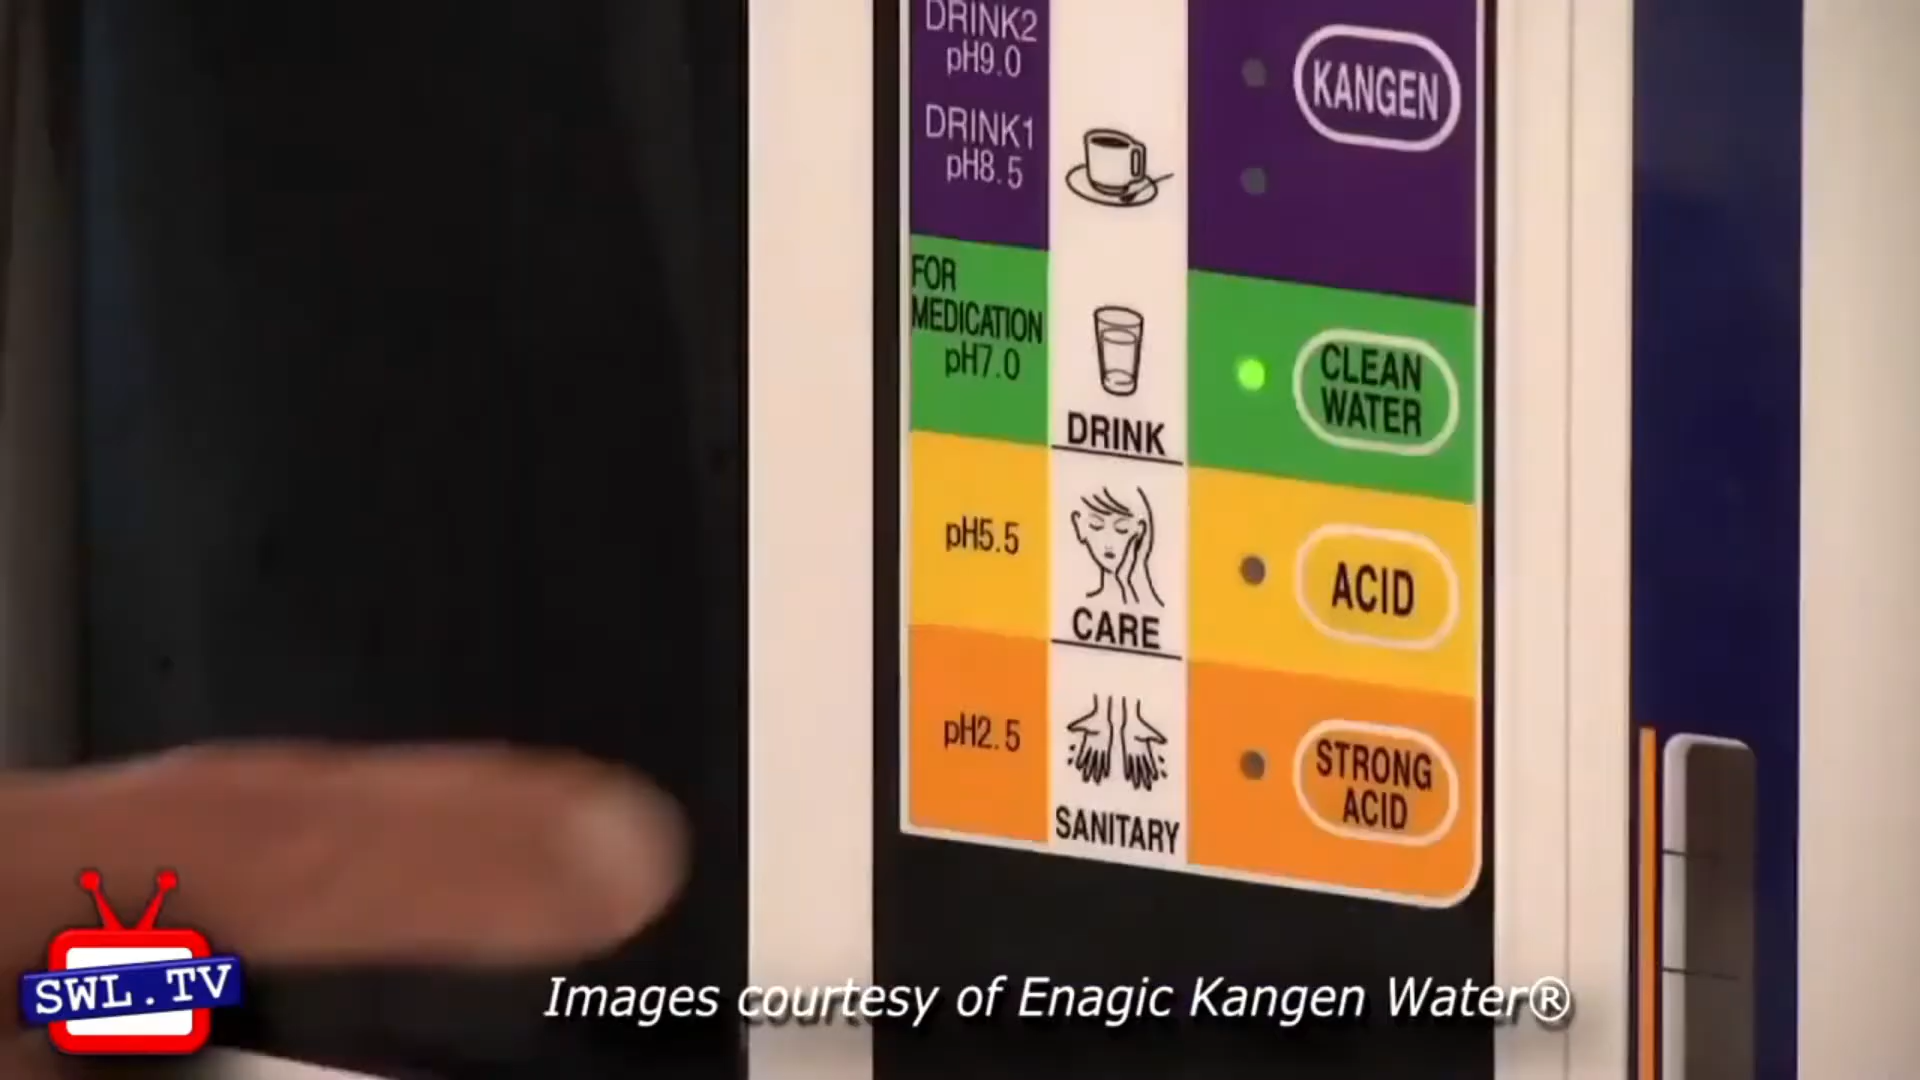 DRINK2
pH9.0
KANGEN
DRINK1
pH8.5
FOR
MEDICATION
pH7.0
CLEAN
WATER
DRINK
pH5.5
ACID
CARE
pH2.5
STRONG
ACID
SANITARY
SWL.TV
Images courtesy of Enagic Kangen Water®